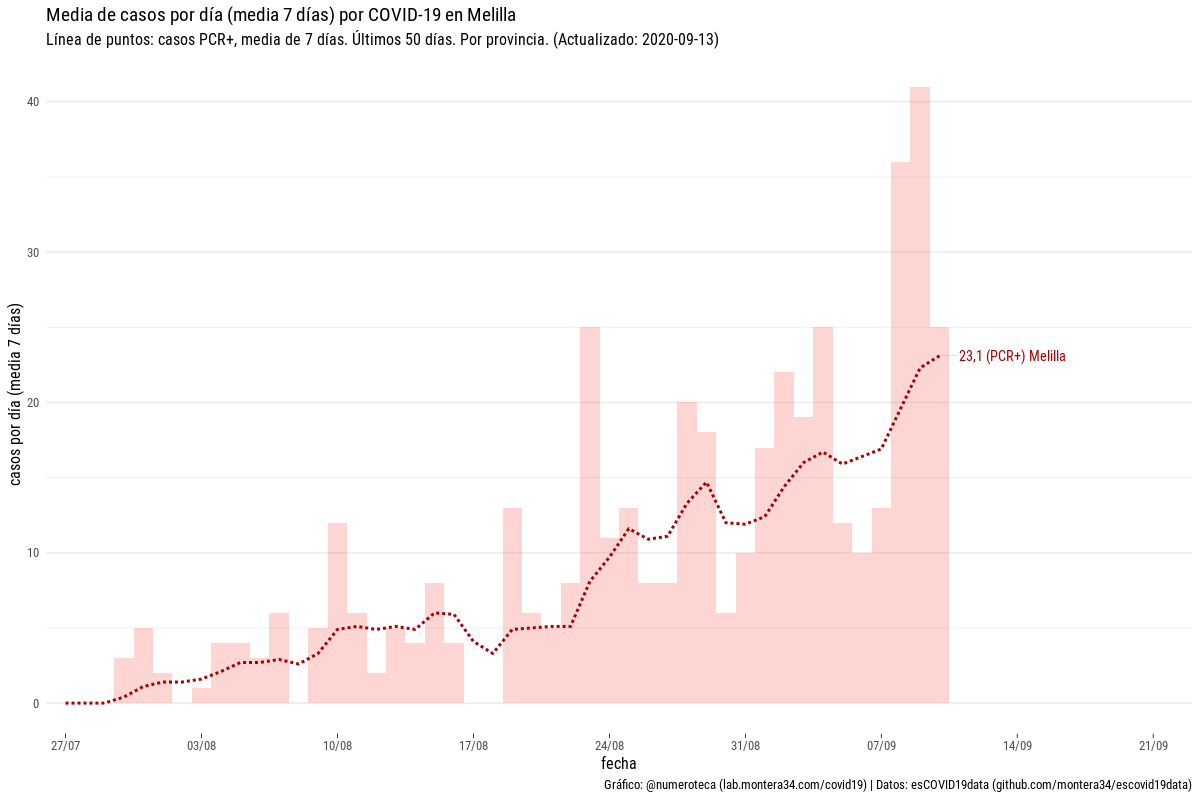 Media de casos por día (media 7 días) por COVID-19 en Melilla
Línea de puntos: casos PCR+, media de 7 días. Últimos 50 días. Por provincia. (Actualizado: 2020-09-13)
casos por día (media 7 días)
40
30
20
10
0
23,1 (PCR+) Melilla
27/07
03/08
10/08
17/08
24/08
31/08
07/09
14/09
21/09
fecha
Gráfico: @numeroteca (lab.montera34.com/covid19) | Datos: esCOVID19data (github.com/montera34/escovid19data)